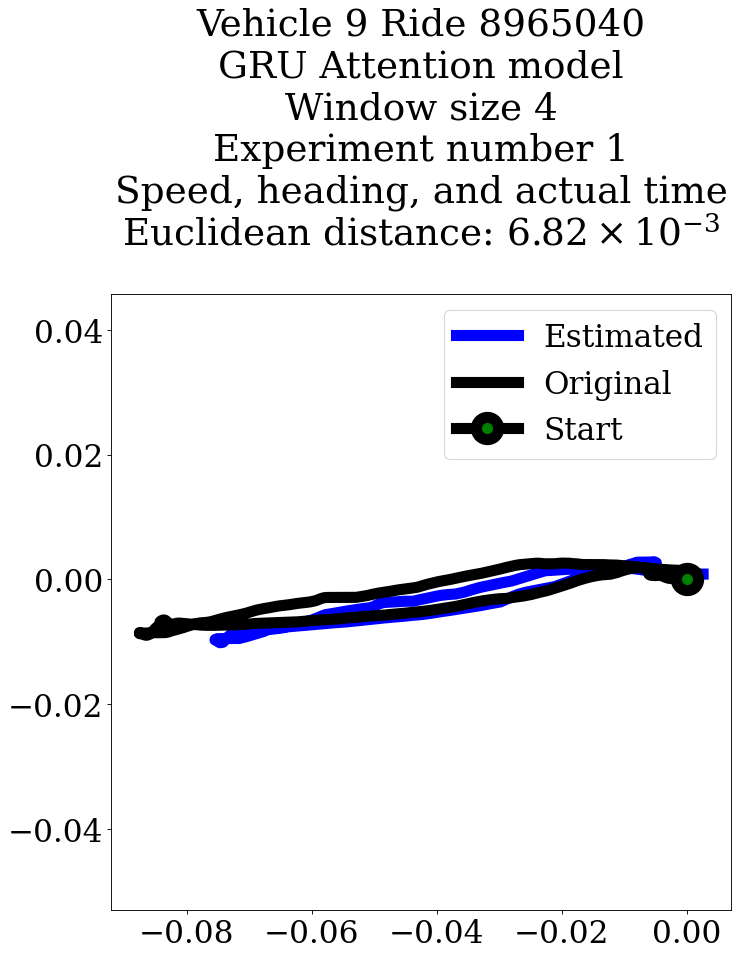 Vehicle 9 Ride 8965040
GRU Attention model
Window size 4
Experiment number 1
Speed, heading, and actual time
Euclidean distance: 6.82 × 10⁻³
Estimated
Original
Start
0.04
0.02
0.00
−0.02
−0.04
−0.08 −0.06 −0.04 −0.02 0.00